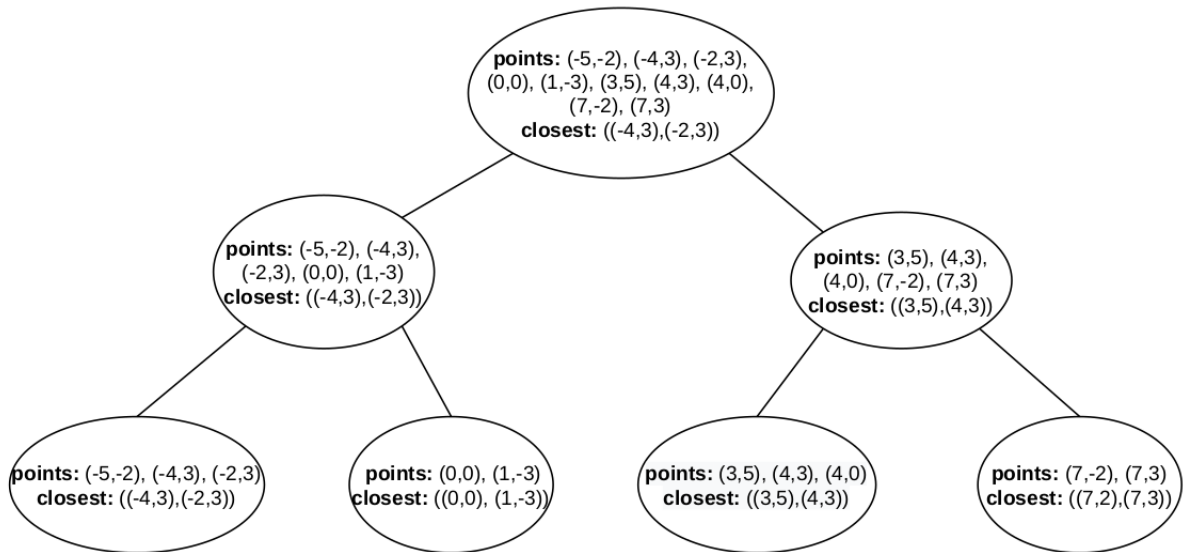 points: (-5,-2), (-4,3), (-2,3),
(0,0), (1,-3), (3,5), (4,3), (4,0),
(7,-2), (7,3)
closest: ((-4,3),(-2,3))
points: (-5,-2), (-4,3),
(-2,3), (0,0), (1,-3)
closest: ((-4,3),(-2,3))
points: (3,5), (4,3),
(4,0), (7,-2), (7,3)
closest: ((3,5),(4,3))
points: (-5,-2), (-4,3), (-2,3)
closest: ((-4,3),(-2,3))
points: (0,0), (1,-3)
closest: ((0,0), (1,-3))
points: (3,5), (4,3), (4,0)
closest: ((3,5),(4,3))
points: (7,-2), (7,3)
closest: ((7,2),(7,3))